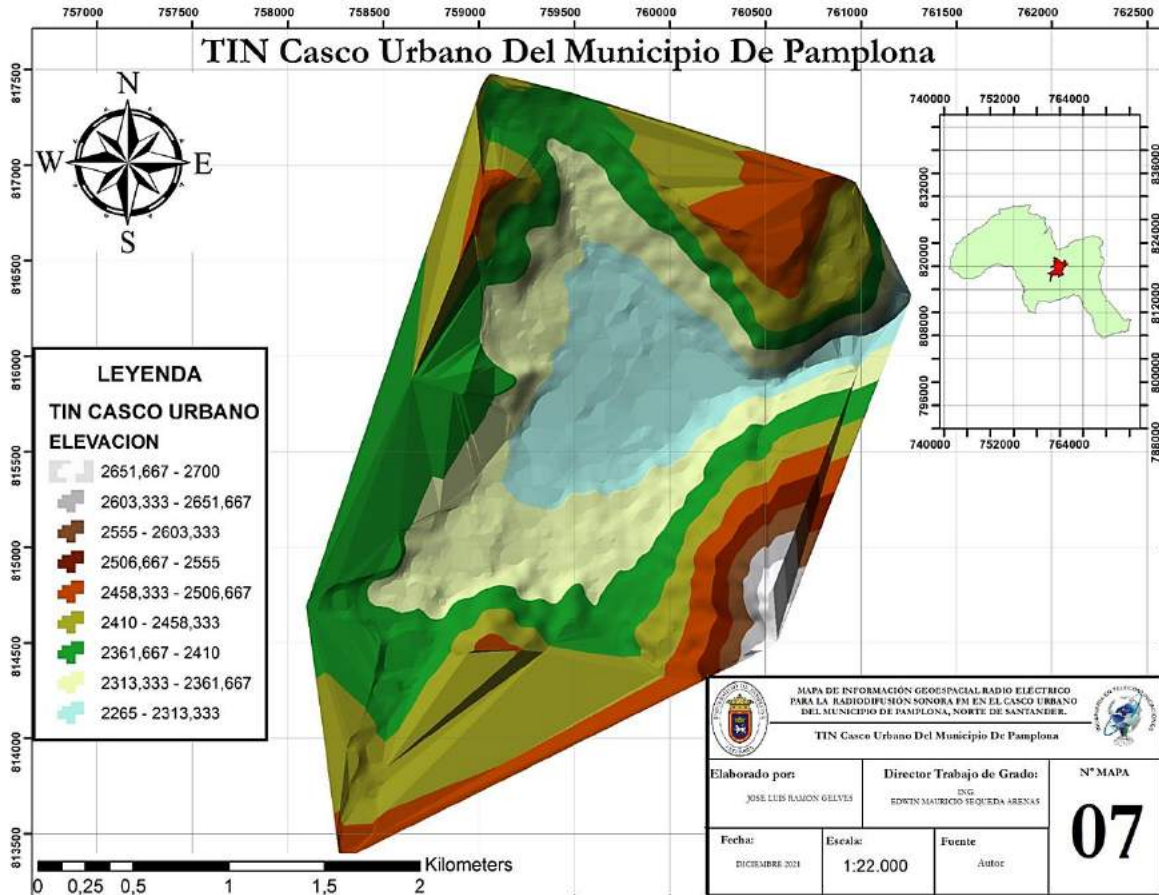 757000 757500 758000 758500 759000 759500 760000 760500 761000 761500 762000 762500
TIN Casco Urbano Del Municipio De Pamplona
817500
817000
816500
816000
815500
815000
814500
814000
813500
N
W E
S
740000 752000 764000
832000
820000
808000
796000
836000
824000
812000
800000
788000
740000 752000 764000
LEYENDA
TIN CASCO URBANO
ELEVACION
2651,667 - 2700
2603,333 - 2651,667
2555 - 2603,333
2506,667 - 2555
2458,333 - 2506,667
2410 - 2458,333
2361,667 - 2410
2313,333 - 2361,667
2265 - 2313,333
Kilometers
0 0,25 0,5 1 1,5 2
MAPA DE INFORMACIÓN GEOESPACIAL RADIO ELÉCTRICO
PARA LA RADIODIFUSIÓN SONORA FM EN EL CASCO URBANO
DEL MUNICIPIO DE PAMPLONA, NORTE DE SANTANDER.
TIN Casco Urbano Del Municipio De Pamplona
Elaborado por:
JOSE LUIS RAMON GELVES
Director Trabajo de Grado:
ING.
EDWIN MAURICIO SEQUEDA ARENAS
N° MAPA
07
Fecha:
DICIEMBRE 2021
Escala:
1:22.000
Fuente
Autor